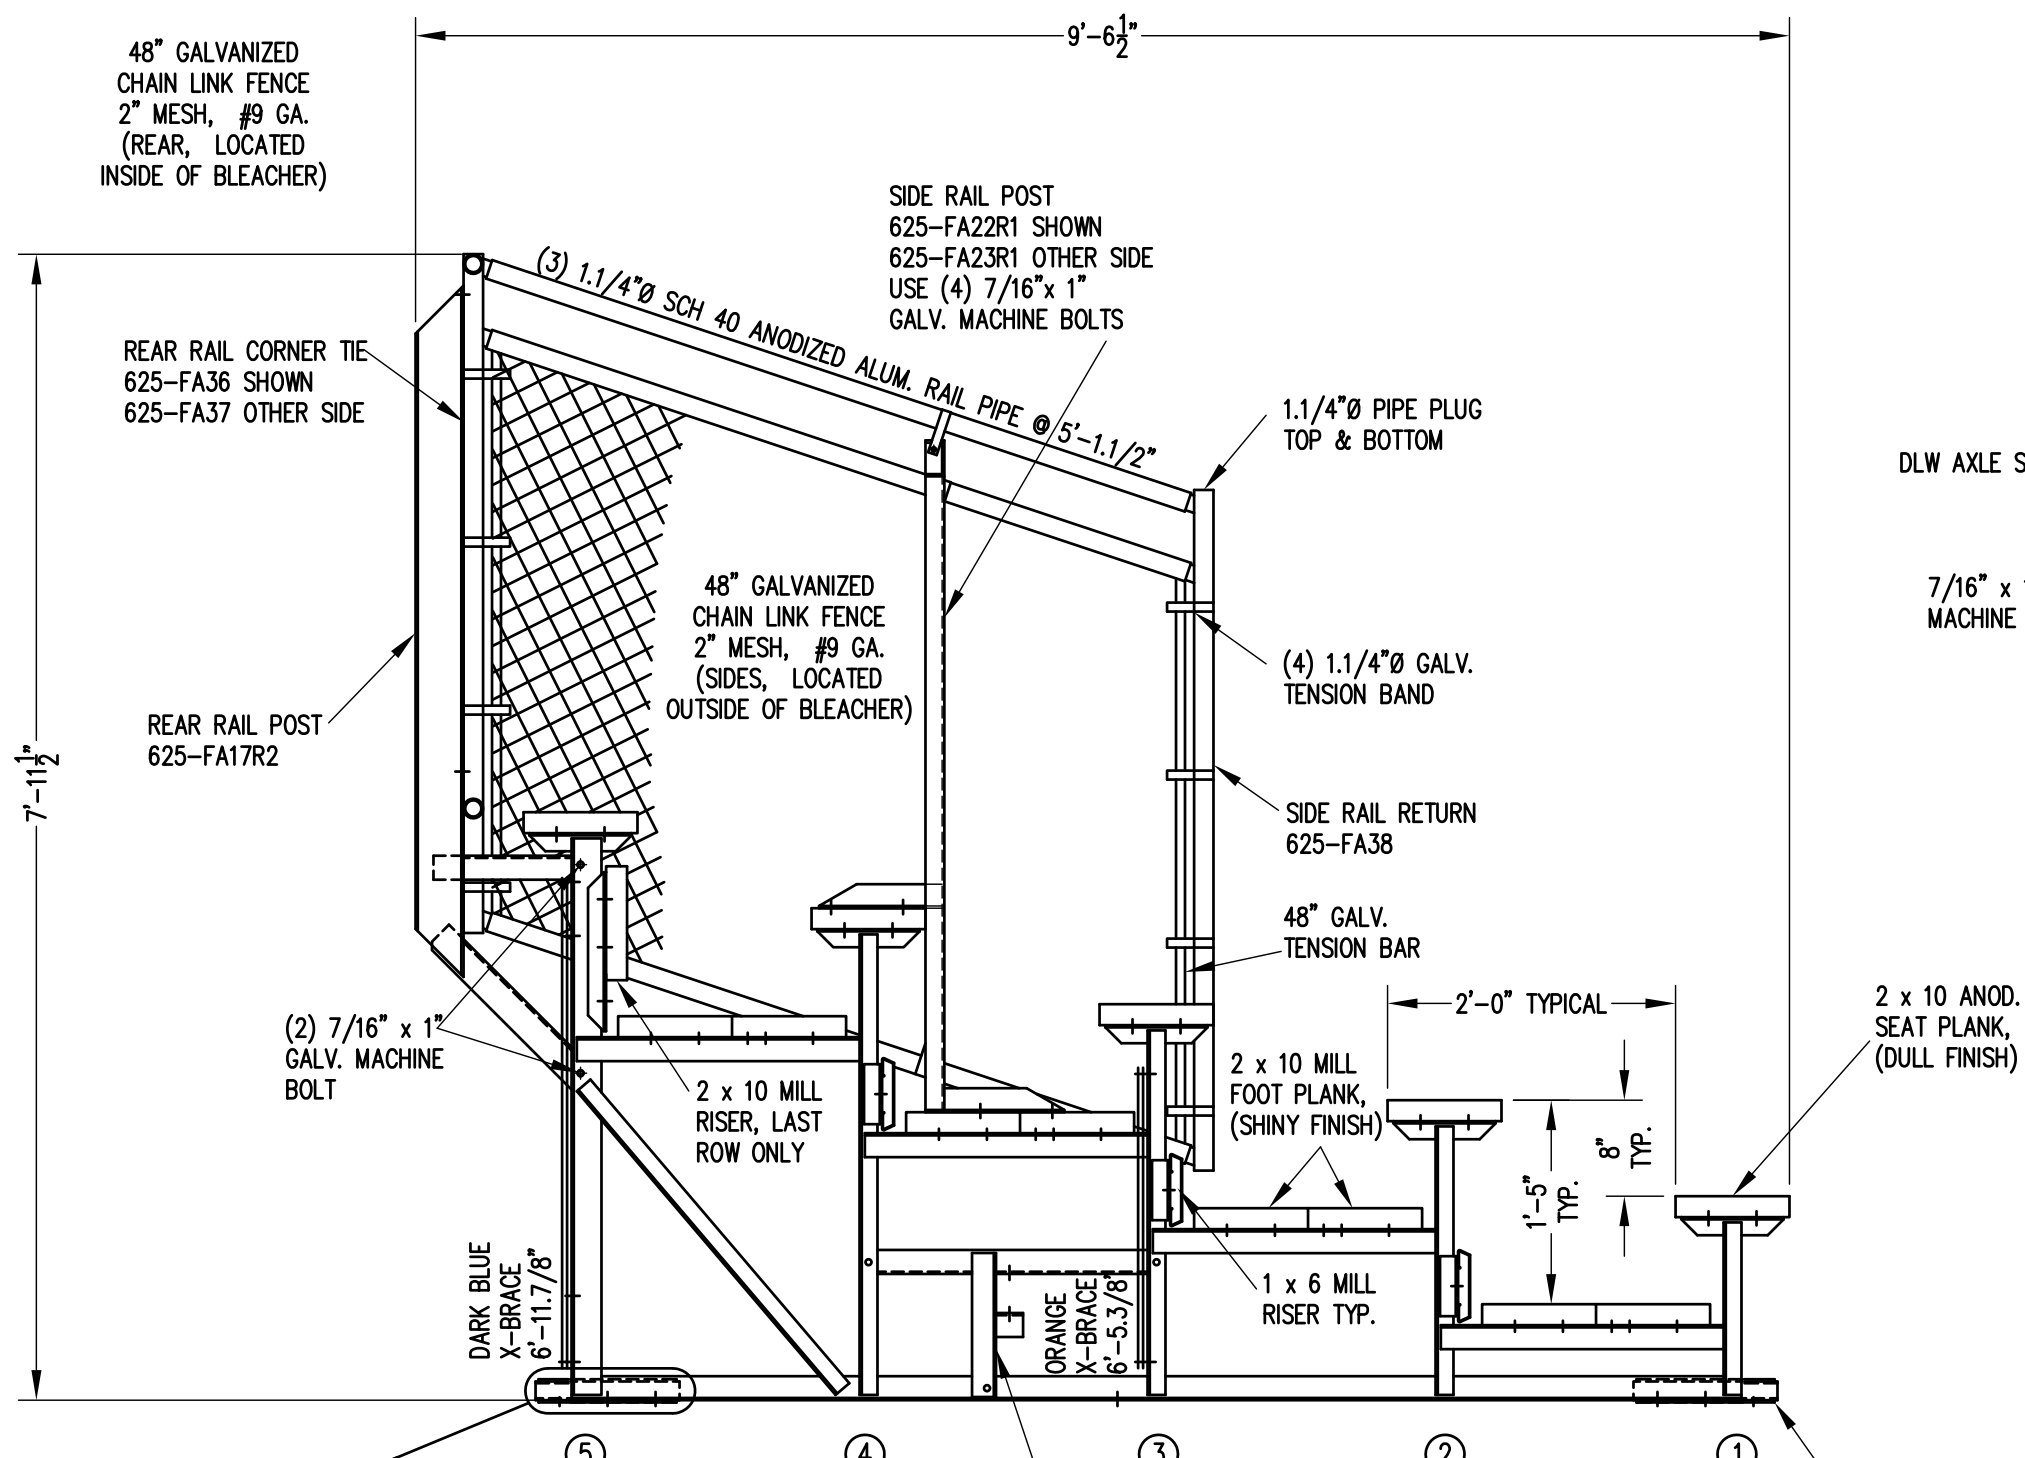 9'-6 1/2"
48" GALVANIZED
CHAIN LINK FENCE
2" MESH, #9 GA.
(REAR, LOCATED
INSIDE OF BLEACHER)
SIDE RAIL POST
625-FA22R1 SHOWN
625-FA23R1 OTHER SIDE
USE (4) 7/16"x 1"
GALV. MACHINE BOLTS
(3) 1.1/4"Ø SCH 40 ANODIZED ALUM. RAIL PIPE @ 5'-1.1/2"
REAR RAIL CORNER TIE
625-FA36 SHOWN
625-FA37 OTHER SIDE
1.1/4"Ø PIPE PLUG
TOP & BOTTOM
DLW AXLE S
7/16" x 1
MACHINE
48" GALVANIZED
CHAIN LINK FENCE
2" MESH, #9 GA.
(SIDES, LOCATED
OUTSIDE OF BLEACHER)
(4) 1.1/4"Ø GALV.
TENSION BAND
REAR RAIL POST
625-FA17R2
7'-11 1/2"
SIDE RAIL RETURN
625-FA38
48" GALV.
TENSION BAR
2'-0" TYPICAL
2 x 10 ANOD.
SEAT PLANK,
(DULL FINISH)
(2) 7/16" x 1"
GALV. MACHINE
BOLT
2 x 10 MILL
RISER, LAST
ROW ONLY
2 x 10 MILL
FOOT PLANK,
(SHINY FINISH)
8"
TYP.
1'-5"
TYP.
DARK BLUE
X-BRACE
6'-11.7/8"
ORANGE
X-BRACE
6'-5.3/8"
1 x 6 MILL
RISER TYP.
5 4 3 2 1